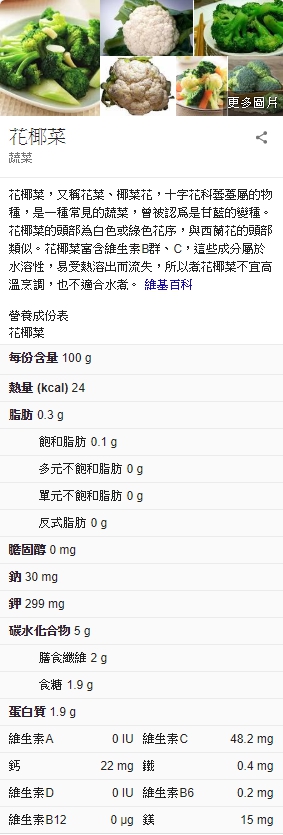 更多圖片
花椰菜
蔬菜
花椰菜，又稱花菜、椰菜花，十字花科蕓薹屬的物
種，是一種常見的蔬菜，曾被認為是甘藍的變種。
花椰菜的頭部為白色或綠色花序，與西蘭花的頭部
類似。花椰菜富含維生素B群、C，這些成分屬於
水溶性，易受熱溶出而流失，所以煮花椰菜不宜高
溫烹調，也不適合水煮。 維基百科
營養成份表
花椰菜
每份含量 100 g
熱量 (kcal) 24
脂肪 0.3 g
飽和脂肪 0.1 g
多元不飽和脂肪 0 g
單元不飽和脂肪 0 g
反式脂肪 0 g
膽固醇 0 mg
鈉 30 mg
鉀 299 mg
碳水化合物 5 g
膳食纖維 2 g
食糖 1.9 g
蛋白質 1.9 g
維生素A 0 IU 維生素C 48.2 mg
鈣 22 mg 鐵 0.4 mg
維生素D 0 IU 維生素B6 0.2 mg
維生素B12 0 µg 鎂 15 mg